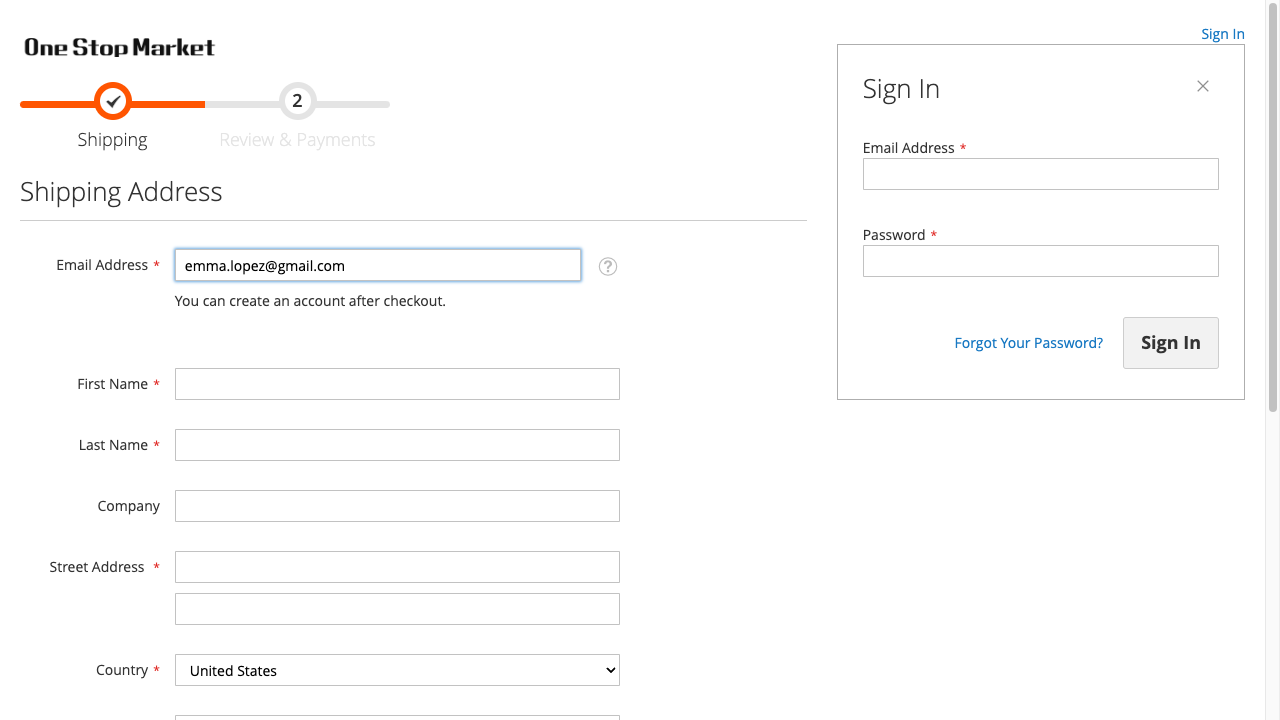 One Stop Market
Sign In
2
Shipping
Review & Payments
Shipping Address
Email Address *
emma.lopez@gmail.com
?
You can create an account after checkout.
First Name *
Last Name *
Company
Street Address *
Country *
United States
Sign In
Email Address *
Password *
Forgot Your Password?
Sign In